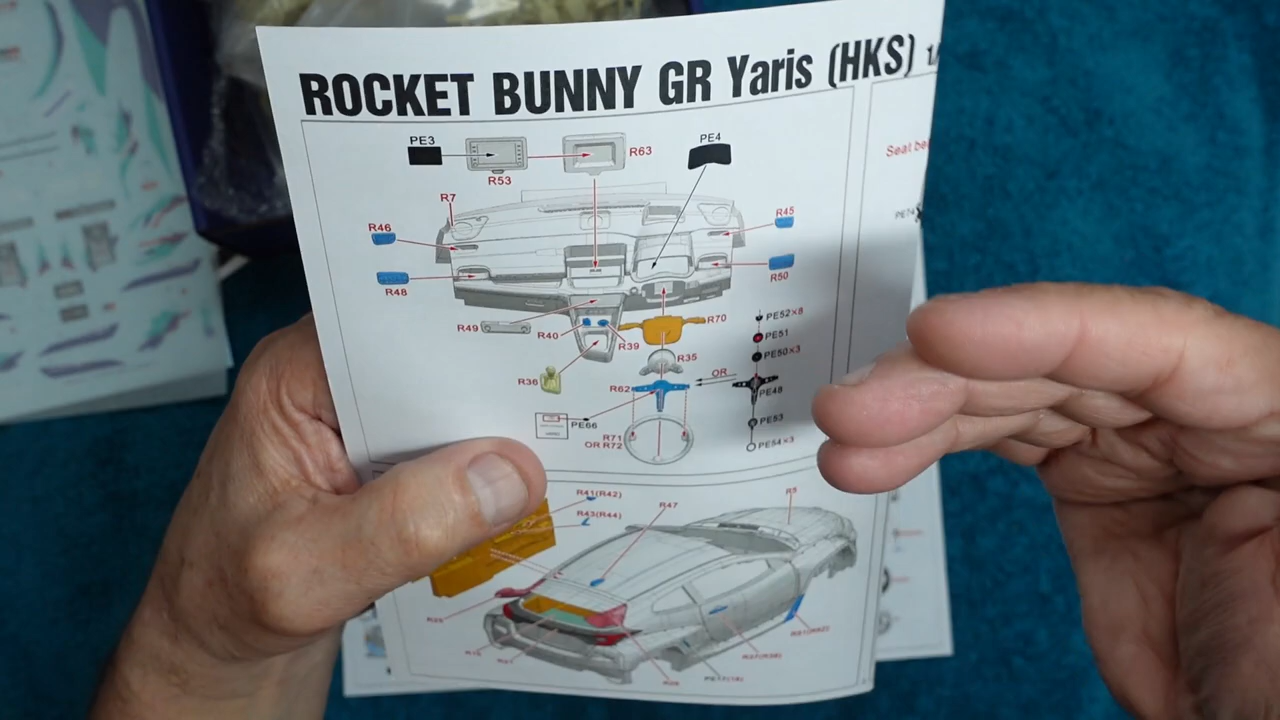 ROCKET BUNNY GR Yaris (HKS) 1/
PE3
R53
R63
PE4
Seat be
R7
R46
R45
PE74
R48
R50
R49
R40
R39
R70
PE52×8
PE51
PE50×3
R35
OR
R36
R62
PE48
PE66
PE53
R71
OR R72
PE54×3
R41(R42)
R43(R44)
R47
R5